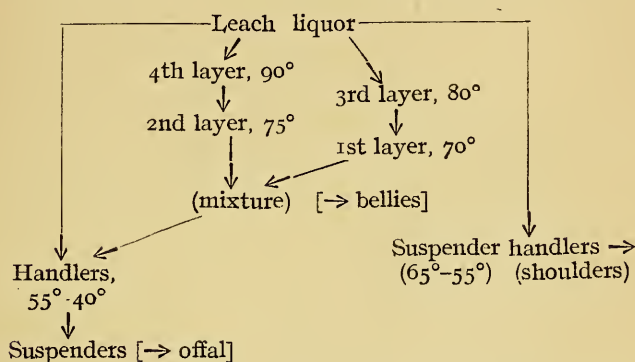 Leach liquor
4th layer, 90°
3rd layer, 80°
2nd layer, 75°
1st layer, 70°
(mixture) [→ bellies]
Suspender handlers →
(65°–55°) (shoulders)
Handlers,
55°-40°
Suspenders [→ offal]